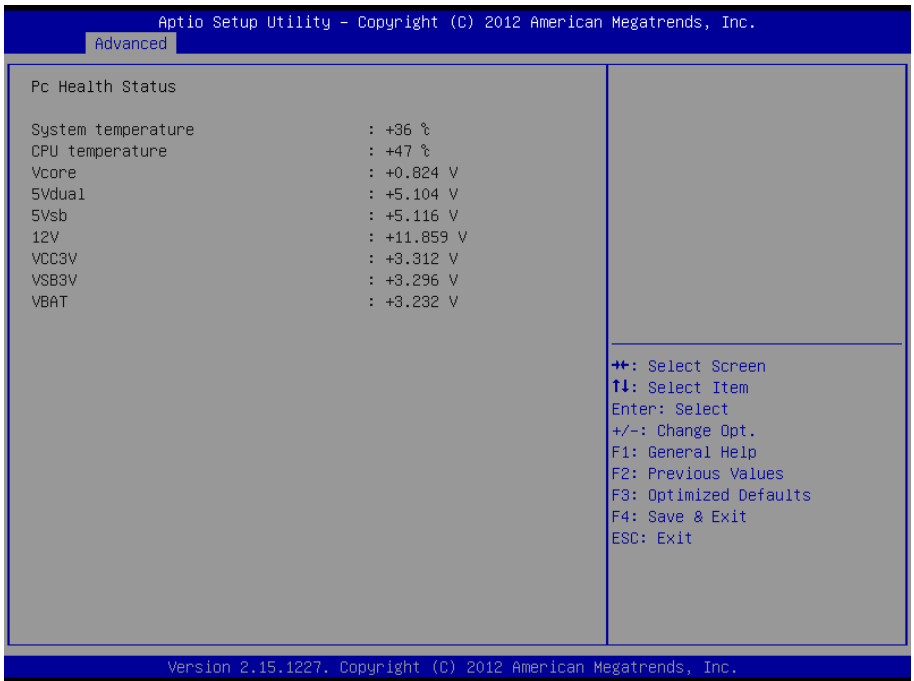 Aptio Setup Utility – Copyright (C) 2012 American Megatrends, Inc.
Advanced
Pc Health Status
System temperature : +36 ℃
CPU temperature : +47 ℃
Vcore : +0.824 V
5Vdual : +5.104 V
5Vsb : +5.116 V
12V : +11.859 V
VCC3V : +3.312 V
VSB3V : +3.296 V
VBAT : +3.232 V
→←: Select Screen
↑↓: Select Item
Enter: Select
+/-: Change Opt.
F1: General Help
F2: Previous Values
F3: Optimized Defaults
F4: Save & Exit
ESC: Exit
Version 2.15.1227. Copyright (C) 2012 American Megatrends, Inc.